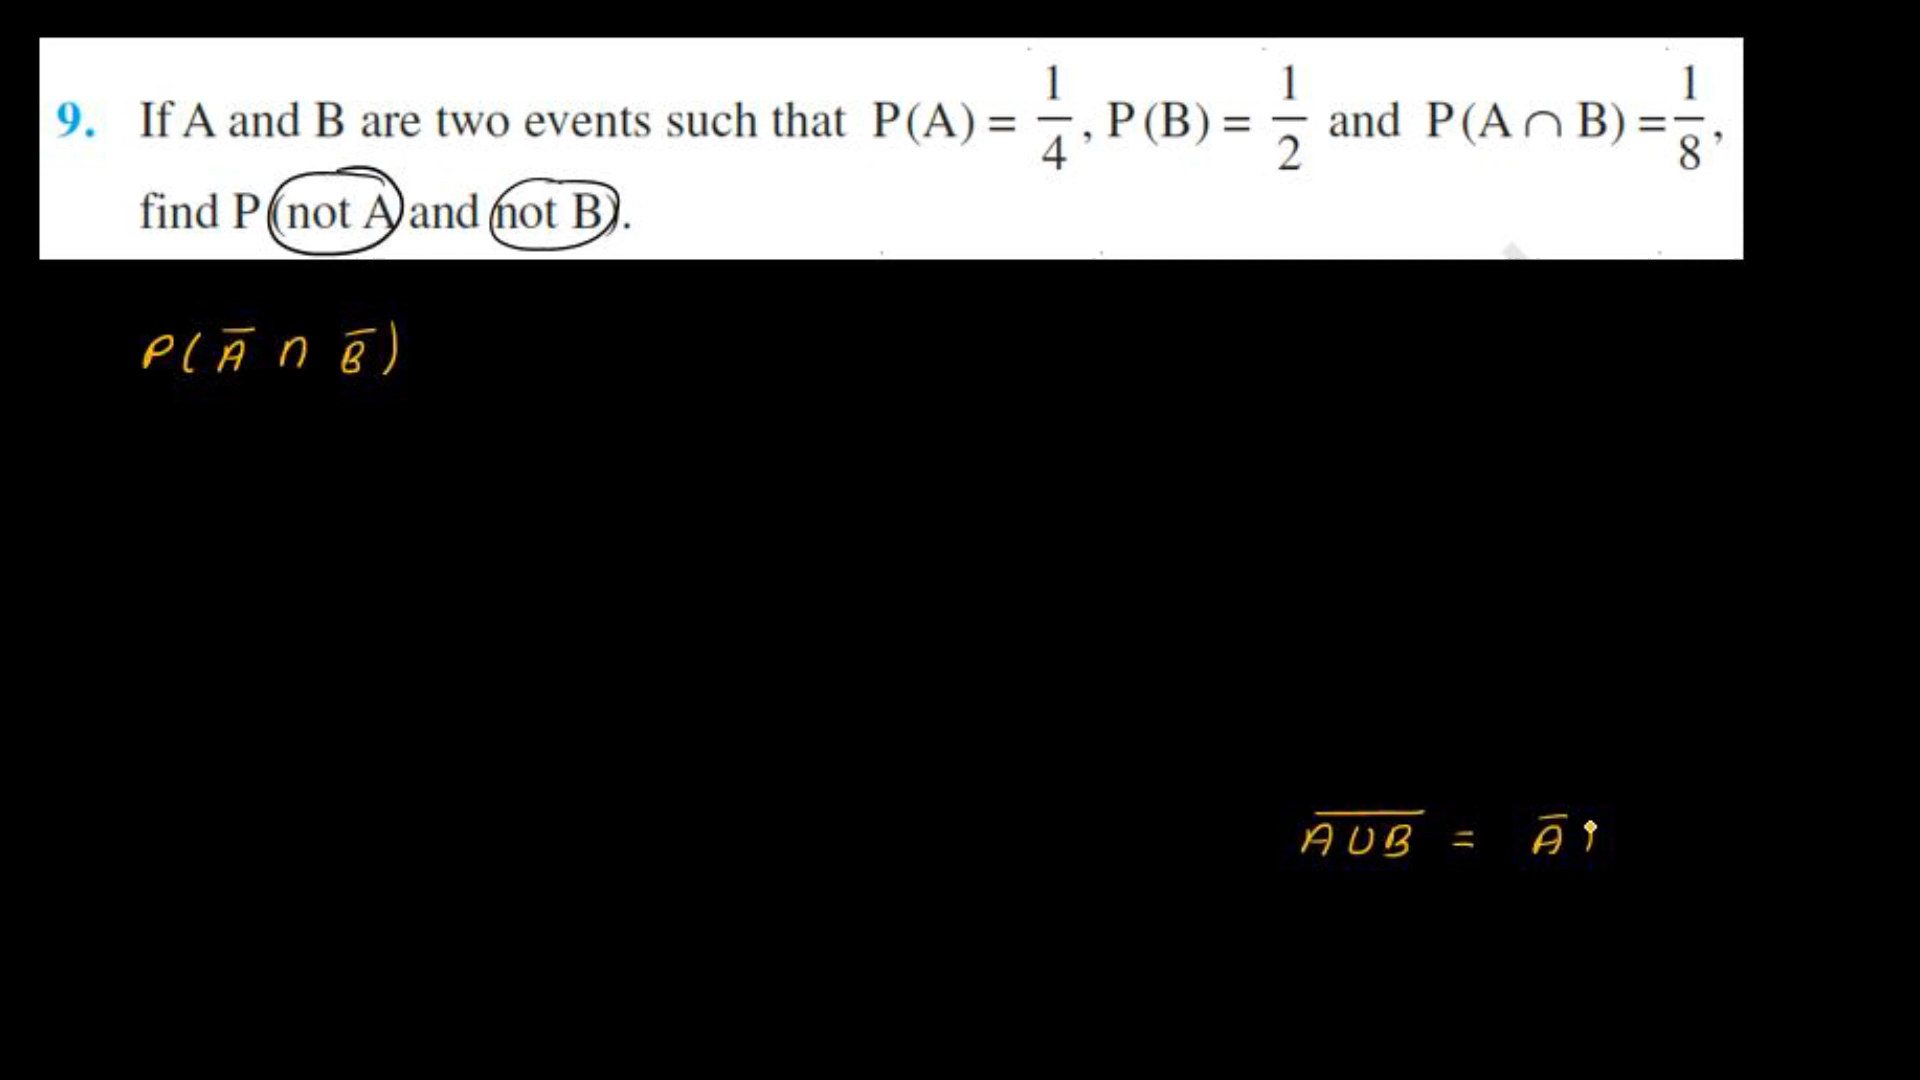 9. If A and B are two events such that P(A) = 1/4, P(B) = 1/2 and P(A ∩ B) = 1/8,
find P(not A and not B).
P(A̅ ∩ B̅)
A̅ ̅∪̅ ̅B̅ = A̅